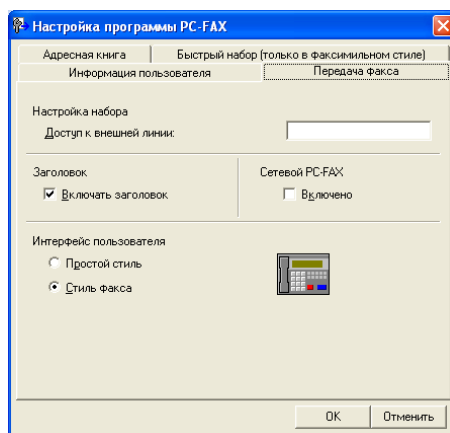 Настройка программы PC-FAX
Адресная книга Быстрый набор (только в факсимильном стиле)
Информация пользователя Передача факса
Настройка набора
Доступ к внешней линии:
Заголовок Сетевой PC-FAX
Включать заголовок Включено
Интерфейс пользователя
Простой стиль
Стиль факса
OK Отменить